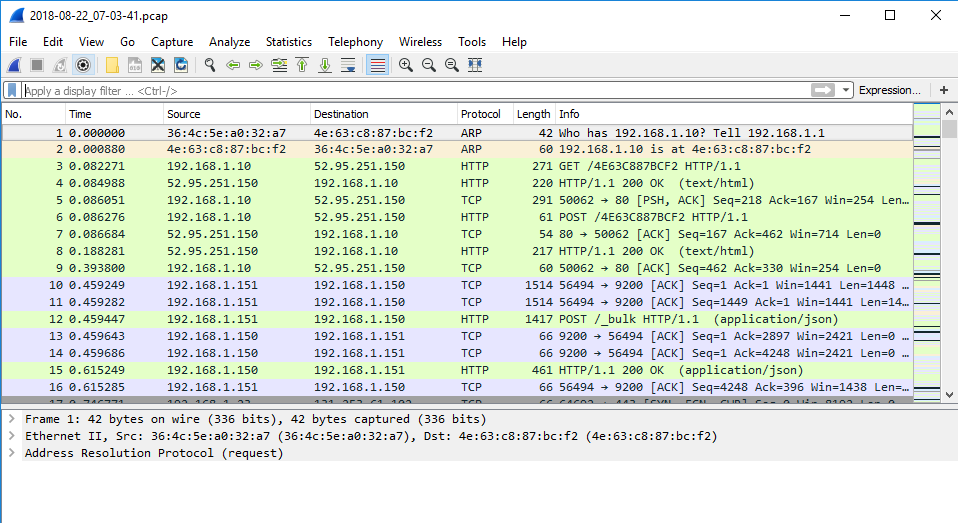 2018-08-22_07-03-41.pcap
File Edit View Go Capture Analyze Statistics Telephony Wireless Tools Help
Apply a display filter ... <Ctrl-/> Expression... +
No. Time Source Destination Protocol Length Info
1 0.000000 36:4c:5e:a0:32:a7 4e:63:c8:87:bc:f2 ARP 42 Who has 192.168.1.10? Tell 192.168.1.1
2 0.000880 4e:63:c8:87:bc:f2 36:4c:5e:a0:32:a7 ARP 60 192.168.1.10 is at 4e:63:c8:87:bc:f2
3 0.082271 192.168.1.10 52.95.251.150 HTTP 271 GET /4E63C887BCF2 HTTP/1.1
4 0.084988 52.95.251.150 192.168.1.10 HTTP 220 HTTP/1.1 200 OK (text/html)
5 0.086051 192.168.1.10 52.95.251.150 TCP 291 50062 → 80 [PSH, ACK] Seq=218 Ack=167 Win=254 Len…
6 0.086276 192.168.1.10 52.95.251.150 HTTP 61 POST /4E63C887BCF2 HTTP/1.1
7 0.086684 52.95.251.150 192.168.1.10 TCP 54 80 → 50062 [ACK] Seq=167 Ack=462 Win=714 Len=0
8 0.188281 52.95.251.150 192.168.1.10 HTTP 217 HTTP/1.1 200 OK (text/html)
9 0.393800 192.168.1.10 52.95.251.150 TCP 60 50062 → 80 [ACK] Seq=462 Ack=330 Win=254 Len=0
10 0.459249 192.168.1.151 192.168.1.150 TCP 1514 56494 → 9200 [ACK] Seq=1 Ack=1 Win=1441 Len=1448 …
11 0.459282 192.168.1.151 192.168.1.150 TCP 1514 56494 → 9200 [ACK] Seq=1449 Ack=1 Win=1441 Len=14…
12 0.459447 192.168.1.151 192.168.1.150 HTTP 1417 POST /_bulk HTTP/1.1 (application/json)
13 0.459643 192.168.1.150 192.168.1.151 TCP 66 9200 → 56494 [ACK] Seq=1 Ack=2897 Win=2421 Len=0 …
14 0.459686 192.168.1.150 192.168.1.151 TCP 66 9200 → 56494 [ACK] Seq=1 Ack=4248 Win=2421 Len=0 …
15 0.615249 192.168.1.150 192.168.1.151 HTTP 461 HTTP/1.1 200 OK (application/json)
16 0.615285 192.168.1.151 192.168.1.150 TCP 66 56494 → 9200 [ACK] Seq=4248 Ack=396 Win=1438 Len=…
Frame 1: 42 bytes on wire (336 bits), 42 bytes captured (336 bits)
Ethernet II, Src: 36:4c:5e:a0:32:a7 (36:4c:5e:a0:32:a7), Dst: 4e:63:c8:87:bc:f2 (4e:63:c8:87:bc:f2)
Address Resolution Protocol (request)